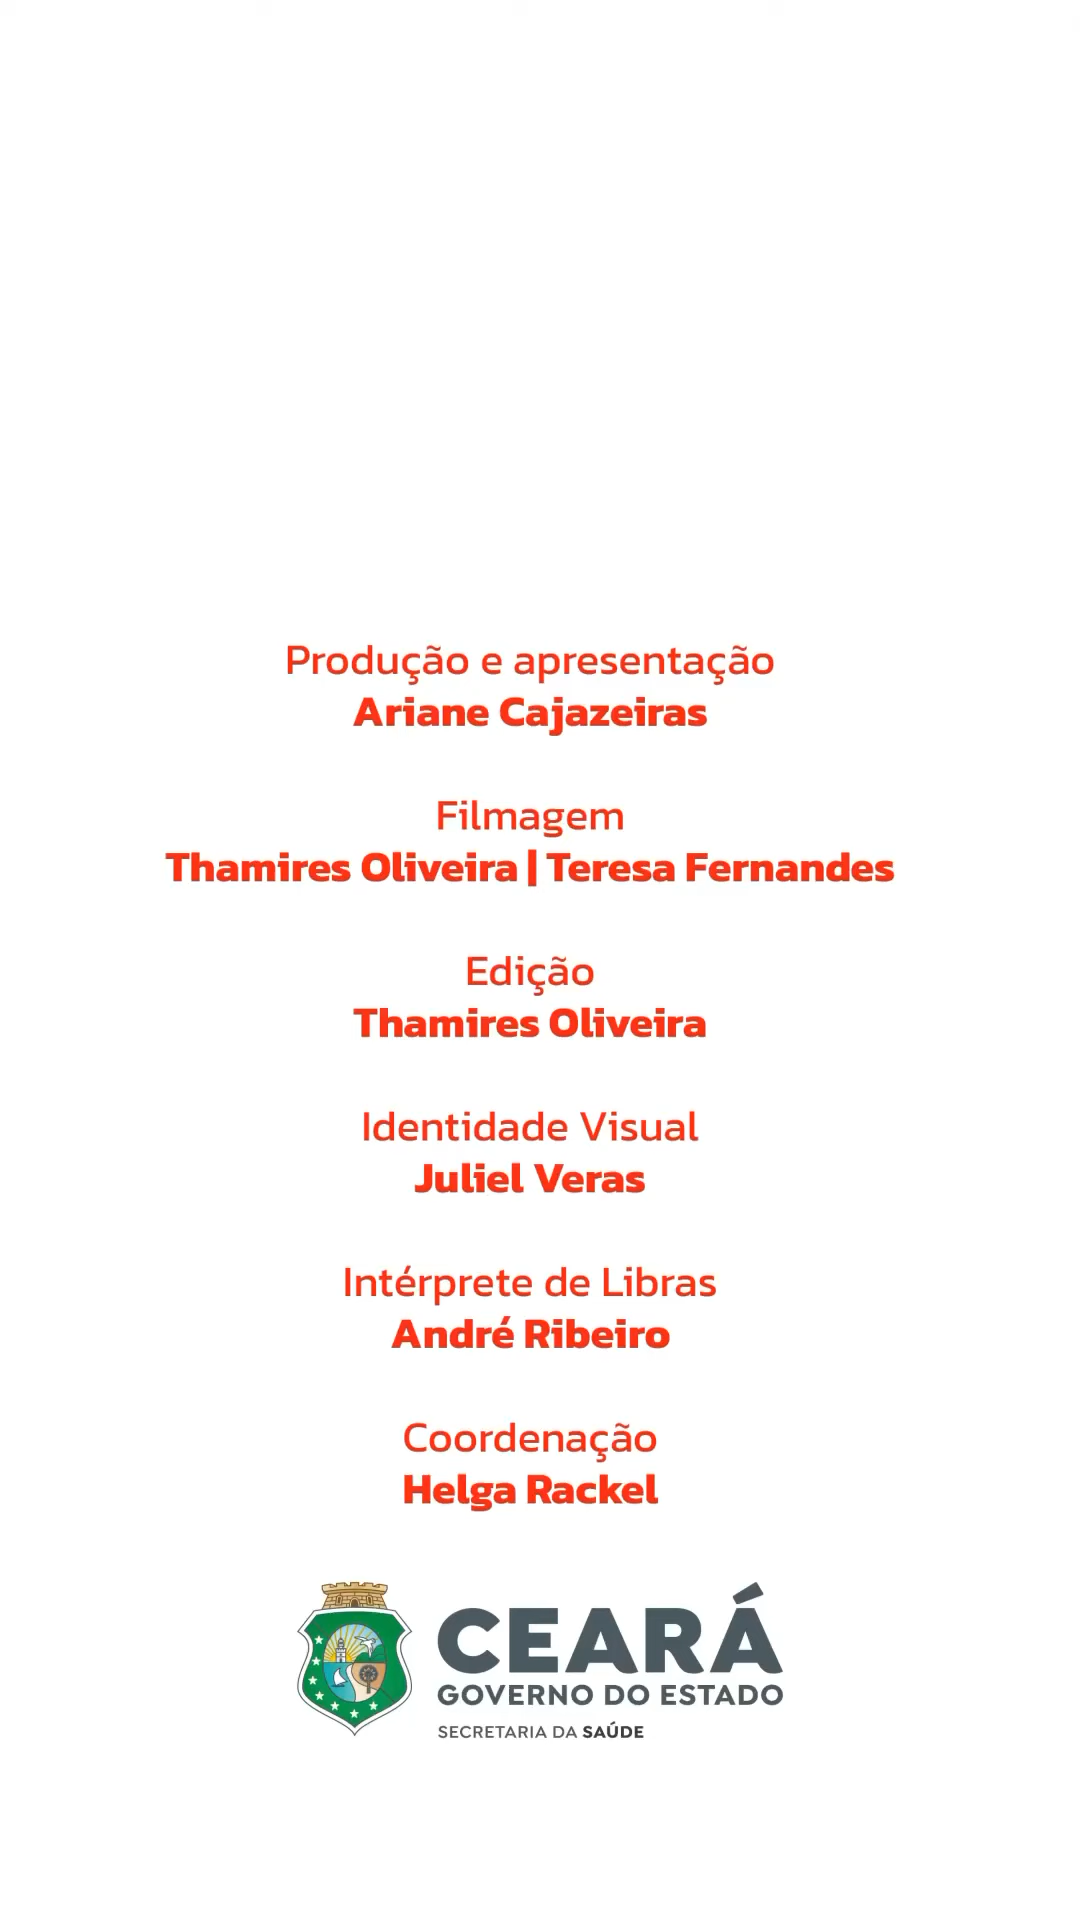 Produção e apresentação
Ariane Cajazeiras
Filmagem
Thamires Oliveira | Teresa Fernandes
Edição
Thamires Oliveira
Identidade Visual
Juliel Veras
Intérprete de Libras
André Ribeiro
Coordenação
Helga Rackel
CEARÁ
GOVERNO DO ESTADO
SECRETARIA DA SAÚDE